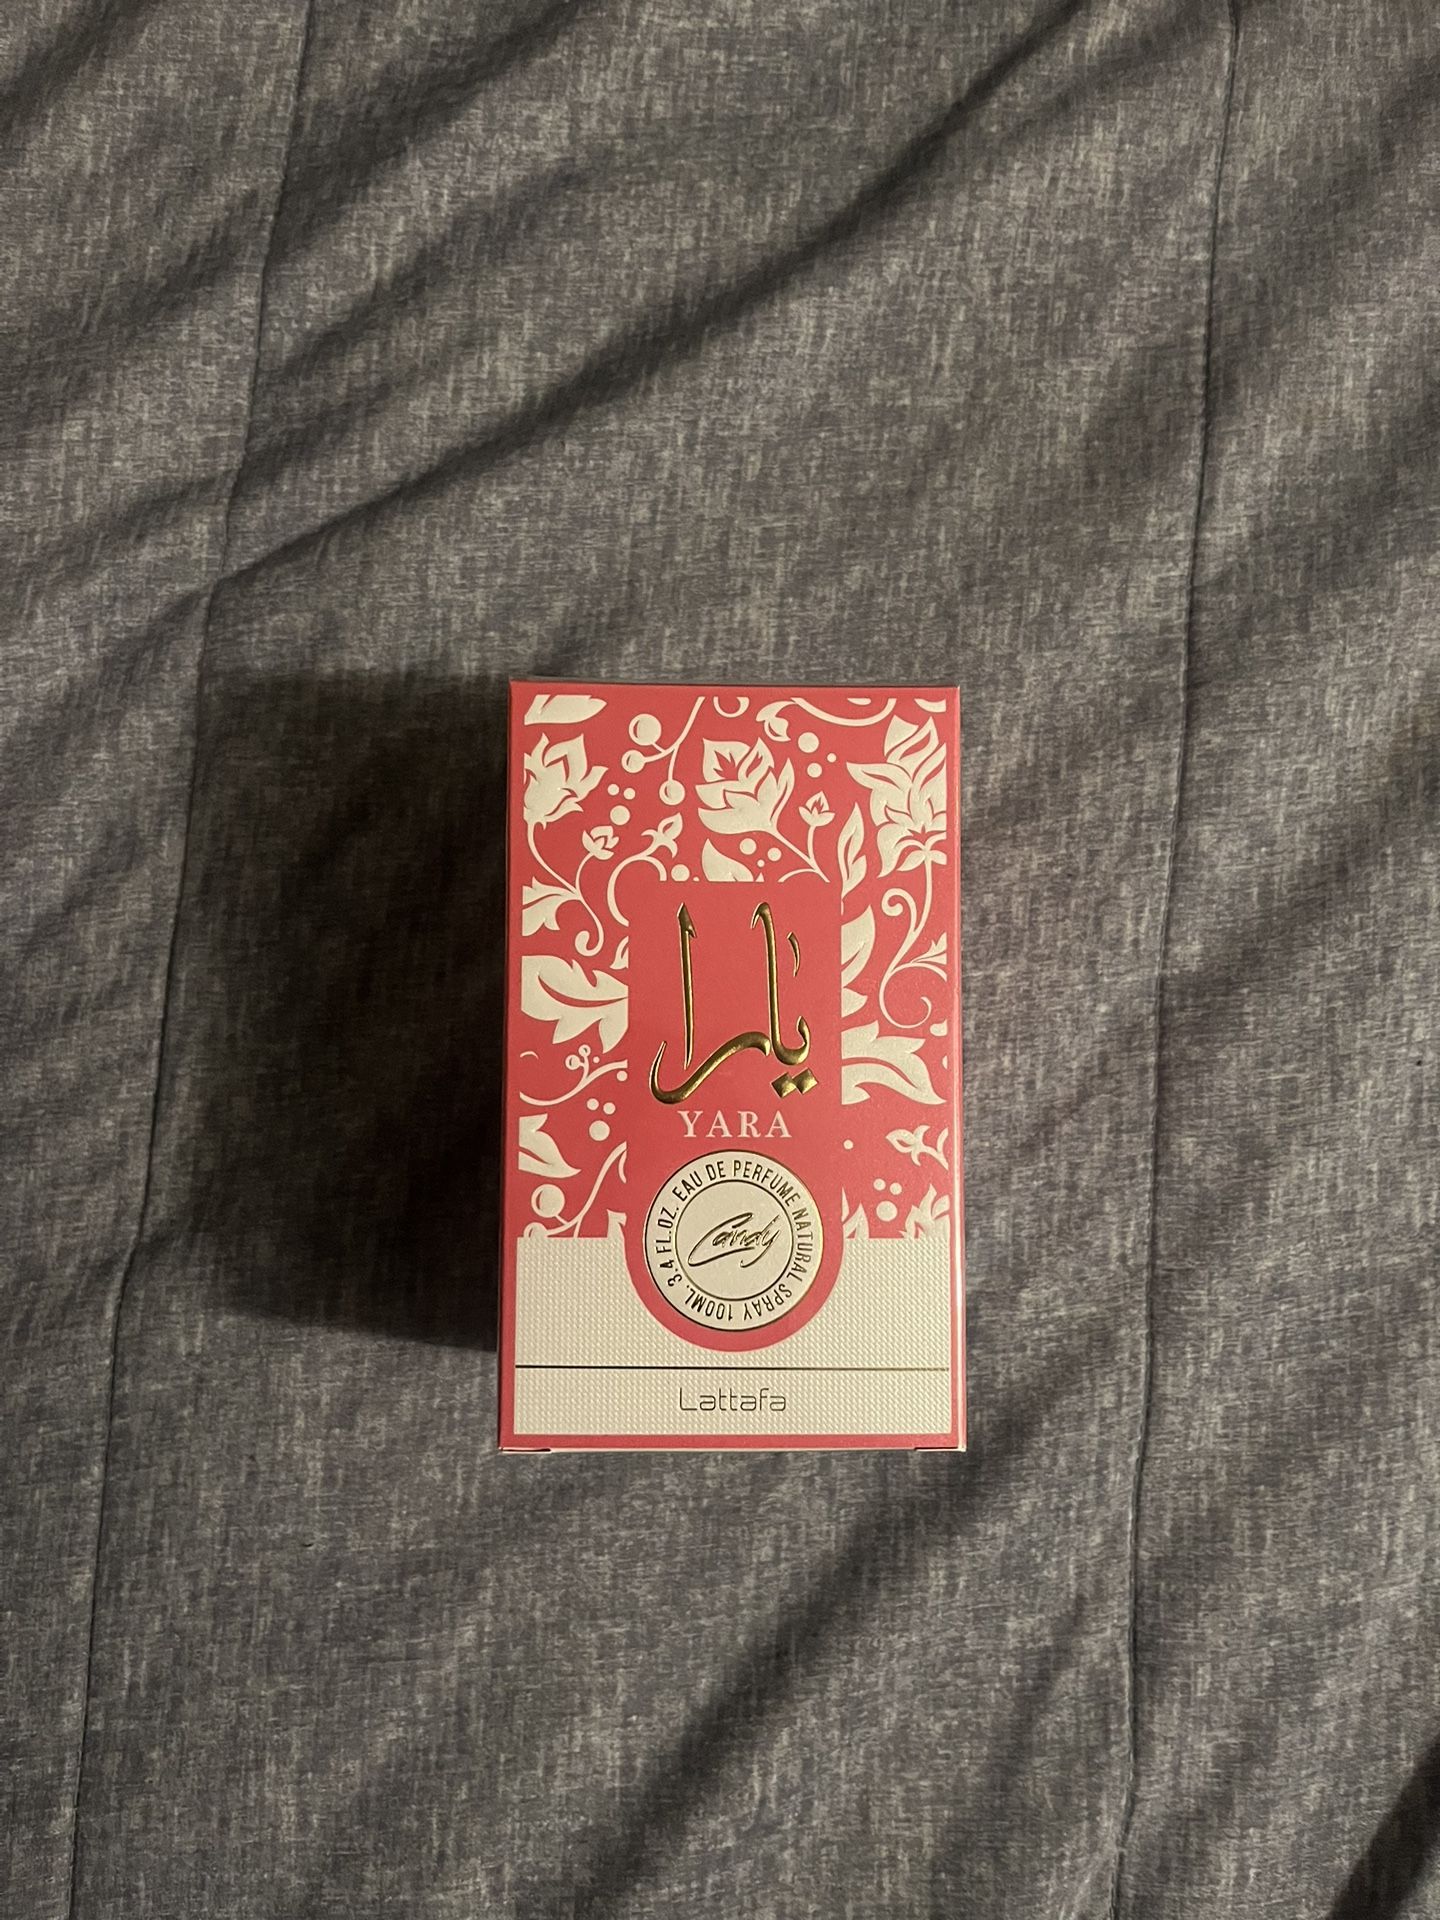 يارا
YARA
EAU DE PERFUME NATURAL SPRAY 100ML. 3.4 FL.OZ.
Candy
Lattafa